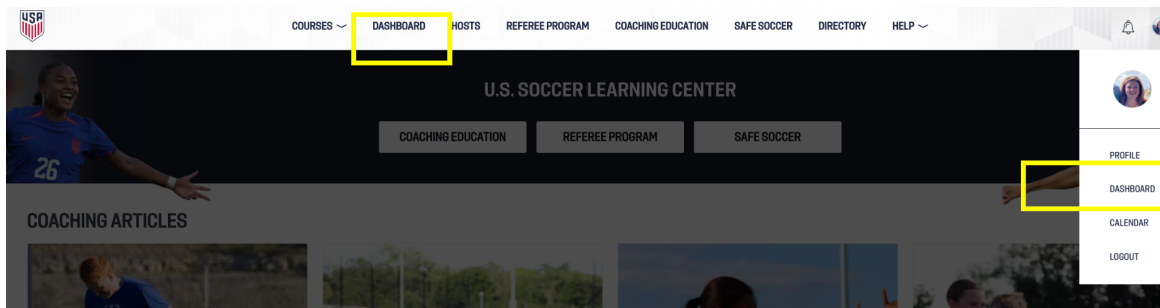 USA
COURSES DASHBOARD HOSTS REFEREE PROGRAM COACHING EDUCATION SAFE SOCCER DIRECTORY HELP
U.S. SOCCER LEARNING CENTER
COACHING EDUCATION REFEREE PROGRAM SAFE SOCCER
26
PROFILE
DASHBOARD
CALENDAR
LOGOUT
COACHING ARTICLES